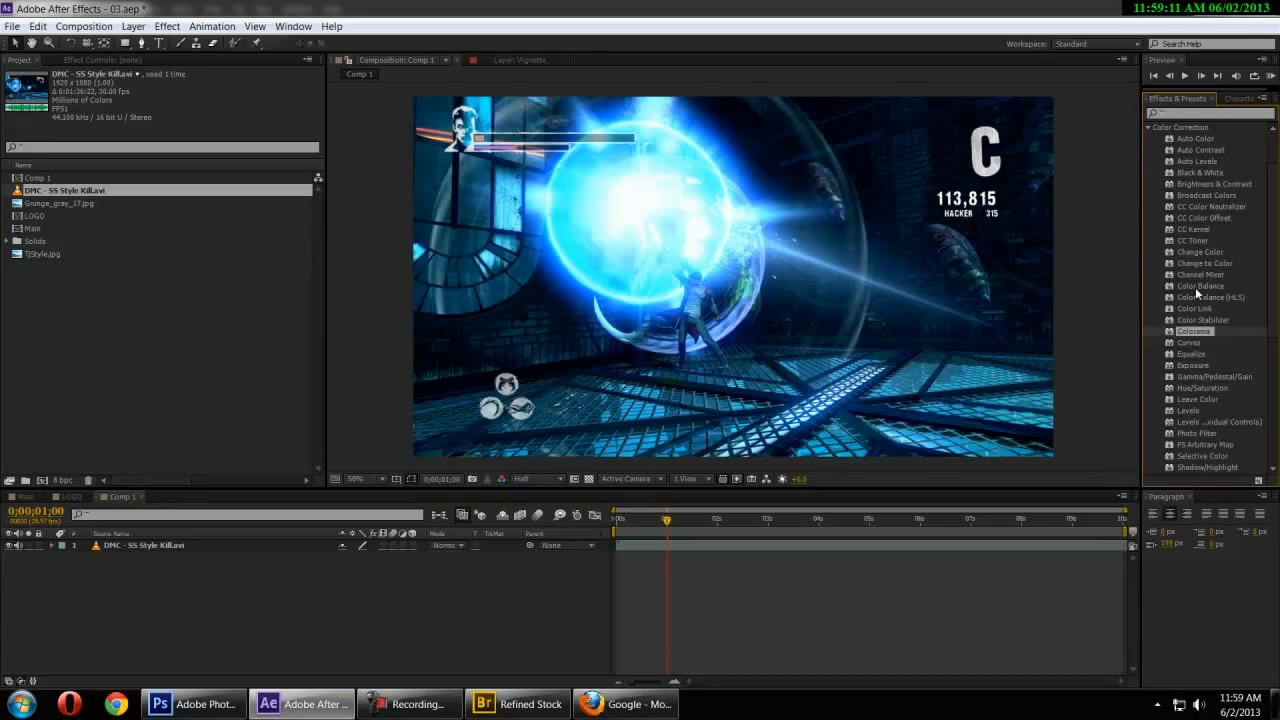 Adobe After Effects - 03.aep *
11:59:11 AM 06/02/2013
File Edit Composition Layer Effect Animation View Window Help
Workspace: Standard
Search Help
Project
Effect Controls: (none)
Composition: Comp 1
Layer: Vignette
Preview
DMC - SS Style Kill.avi , used 1 time
1920 x 1080 (1.00)
Δ 0:01:36:22, 30.00 fps
Millions of Colors
FPS1
44.100 kHz / 16 bit U / Stereo
Comp 1
Effects & Presets
Name
Comp 1
DMC - SS Style Kill.avi
Grunge_gray_17.jpg
LOGO
Main
Solids
TJStyle.jpg
C
113,815
HACKER 315
Color Correction
Auto Color
Auto Contrast
Auto Levels
Black & White
Brightness & Contrast
Broadcast Colors
CC Color Neutralizer
CC Color Offset
CC Kernel
CC Toner
Change Color
Change to Color
Channel Mixer
Color Balance
Color Balance (HLS)
Color Link
Color Stabilizer
Colorama
Curves
Equalize
Exposure
Gamma/Pedestal/Gain
Hue/Saturation
Leave Color
Levels
Levels ...vidual Controls)
Photo Filter
PS Arbitrary Map
Selective Color
Shadow/Highlight
8 bpc
50%
0;00;01;00
Half
Active Camera
1 View
+0.0
Main
LOGO
Comp 1
0;00;01;00
00030 (29.97 fps)
# Source Name
Mode
T TrkMat
Parent
02s 03s 04s 05s 06s 07s 08s 09s 10s
1 DMC - SS Style Kill.avi
None
Paragraph
0 px 0 px 0 px
199 px 0 px
Ps Adobe Phot...
Ae Adobe After ...
Recording...
Br Refined Stock
Google - Mo...
11:59 AM
6/2/2013